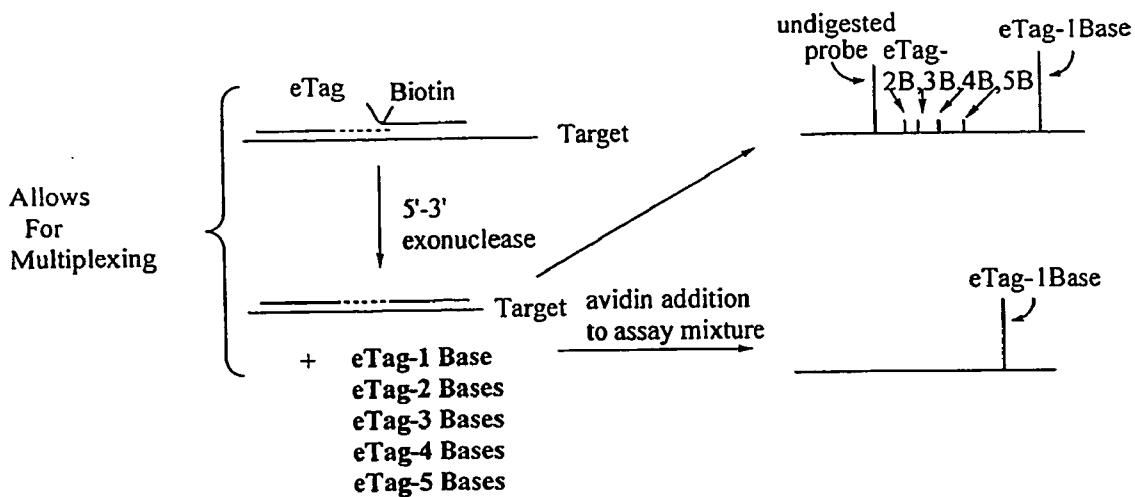 Allows
For
Multiplexing
eTag Biotin
Target
5'-3'
exonuclease
Target
+ eTag-1 Base
eTag-2 Bases
eTag-3 Bases
eTag-4 Bases
eTag-5 Bases
avidin addition
to assay mixture
undigested
probe
eTag-
2B,3B,4B,5B
eTag-1Base
eTag-1Base